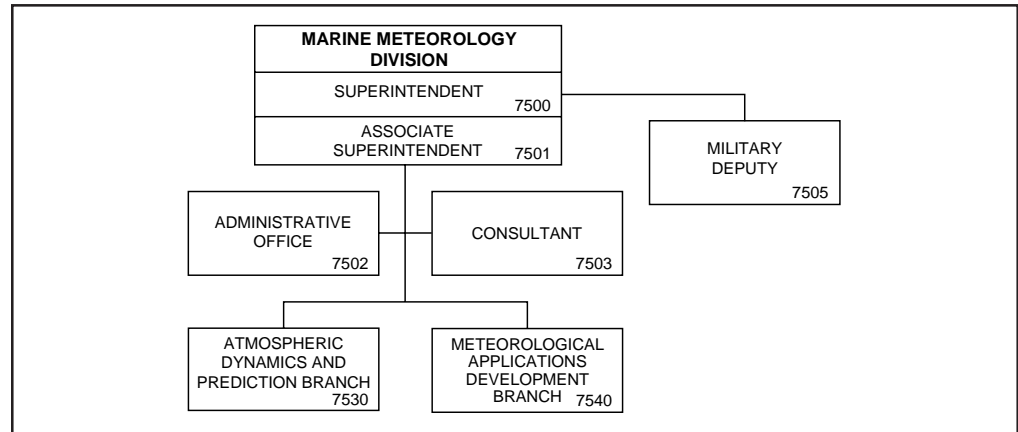 MARINE METEOROLOGY
DIVISION
SUPERINTENDENT
7500
ASSOCIATE
SUPERINTENDENT
7501
MILITARY
DEPUTY
7505
ADMINISTRATIVE
OFFICE
7502
CONSULTANT
7503
ATMOSPHERIC
DYNAMICS AND
PREDICTION BRANCH
7530
METEOROLOGICAL
APPLICATIONS
DEVELOPMENT
BRANCH 7540